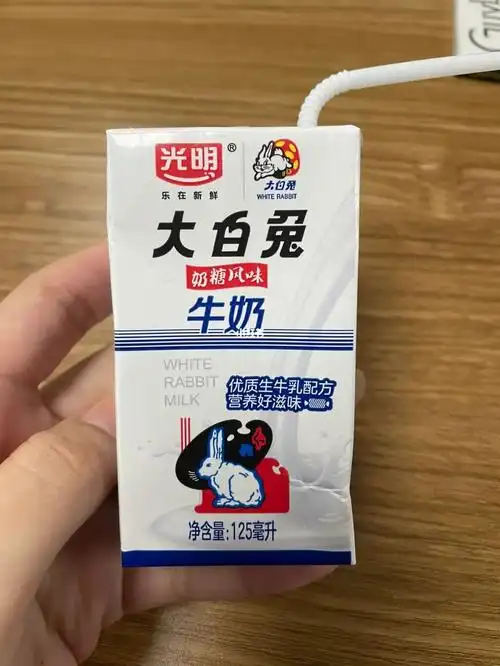 光明®
乐在新鲜
大白兔
WHITE RABBIT
大白兔
奶糖风味
牛奶
WHITE
RABBIT
MILK
优质生牛乳配方
营养好滋味
净含量:125毫升